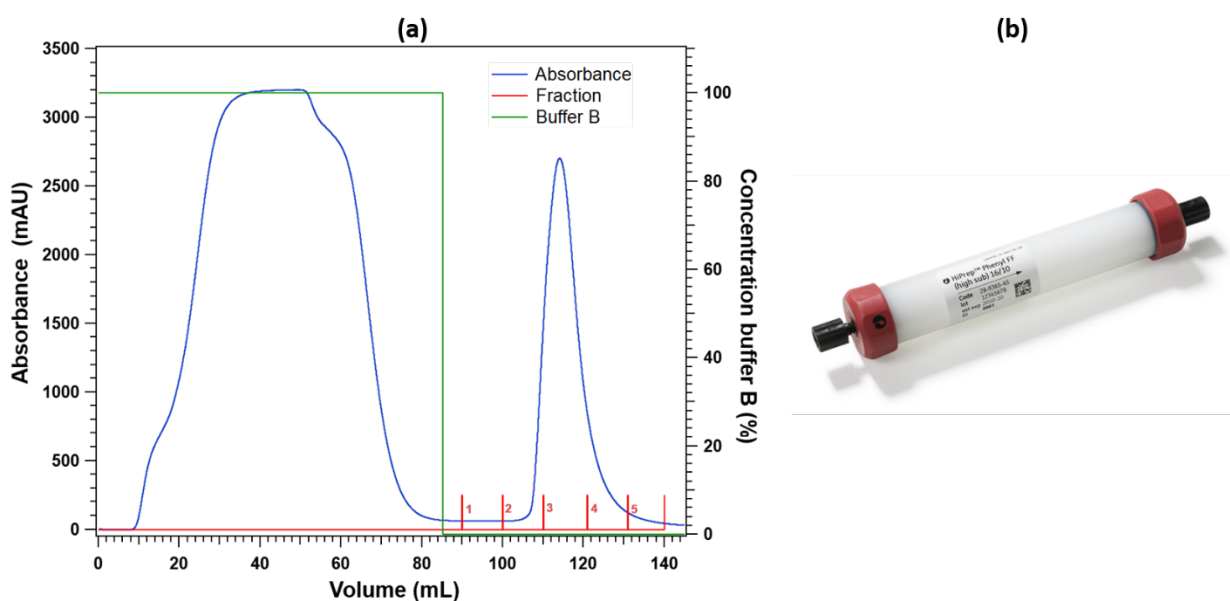 (a)
(b)
3500
3000
2500
2000
1500
1000
500
0
Absorbance (mAU)
Absorbance
Fraction
Buffer B
100
80
60
40
20
0
Concentration buffer B (%)
1 2 3 4 5
0 20 40 60 80 100 120 140
Volume (mL)
HiPrep™ Phenyl FF
(high sub) 16/10
Code
lot